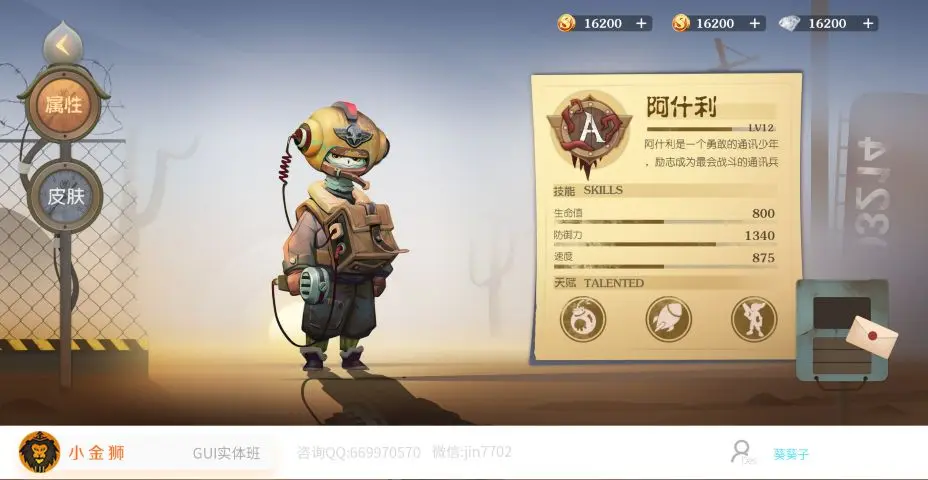 16200 + 16200 + 16200 +
属性
皮肤
A
阿什利
LV12
阿什利是一个勇敢的通讯少年
，励志成为最会战斗的通讯兵
技能 SKILLS
生命值 800
防御力 1340
速度 875
天赋 TALENTED
小金狮 GUI实体班 咨询QQ:669970570 微信:jin7702 Des 葵葵子